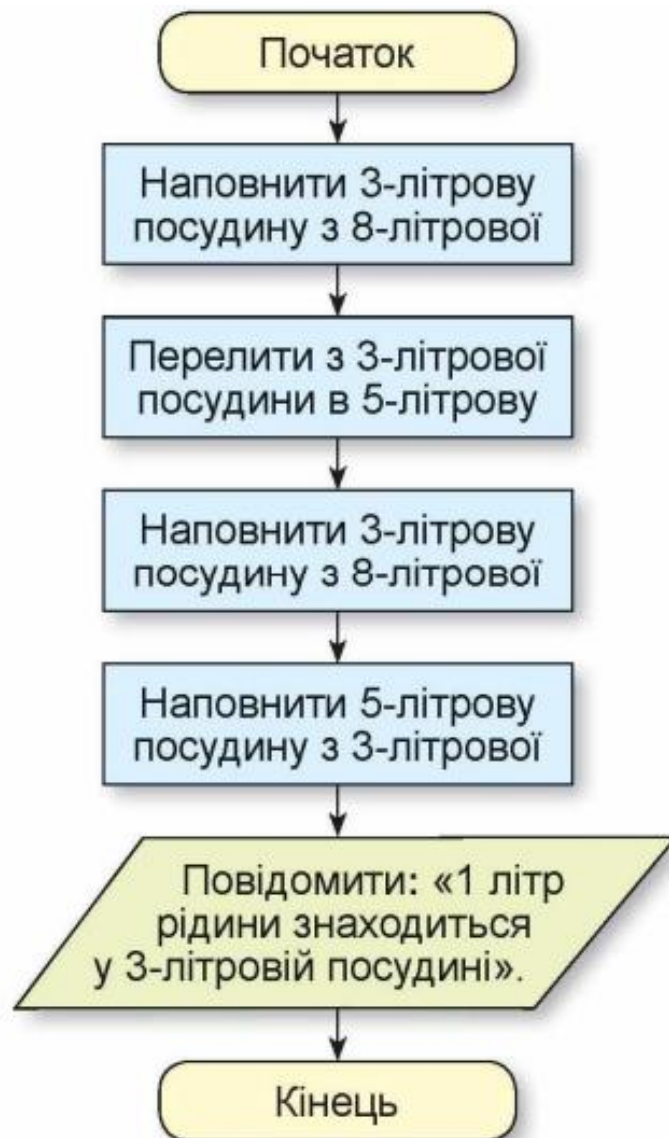 Початок
Наповнити 3-літрову
посудину з 8-літрової
Перелити з 3-літрової
посудини в 5-літрову
Наповнити 3-літрову
посудину з 8-літрової
Наповнити 5-літрову
посудину з 3-літрової
Повідомити: «1 літр
рідини знаходиться
у 3-літровій посудині».
Кінець